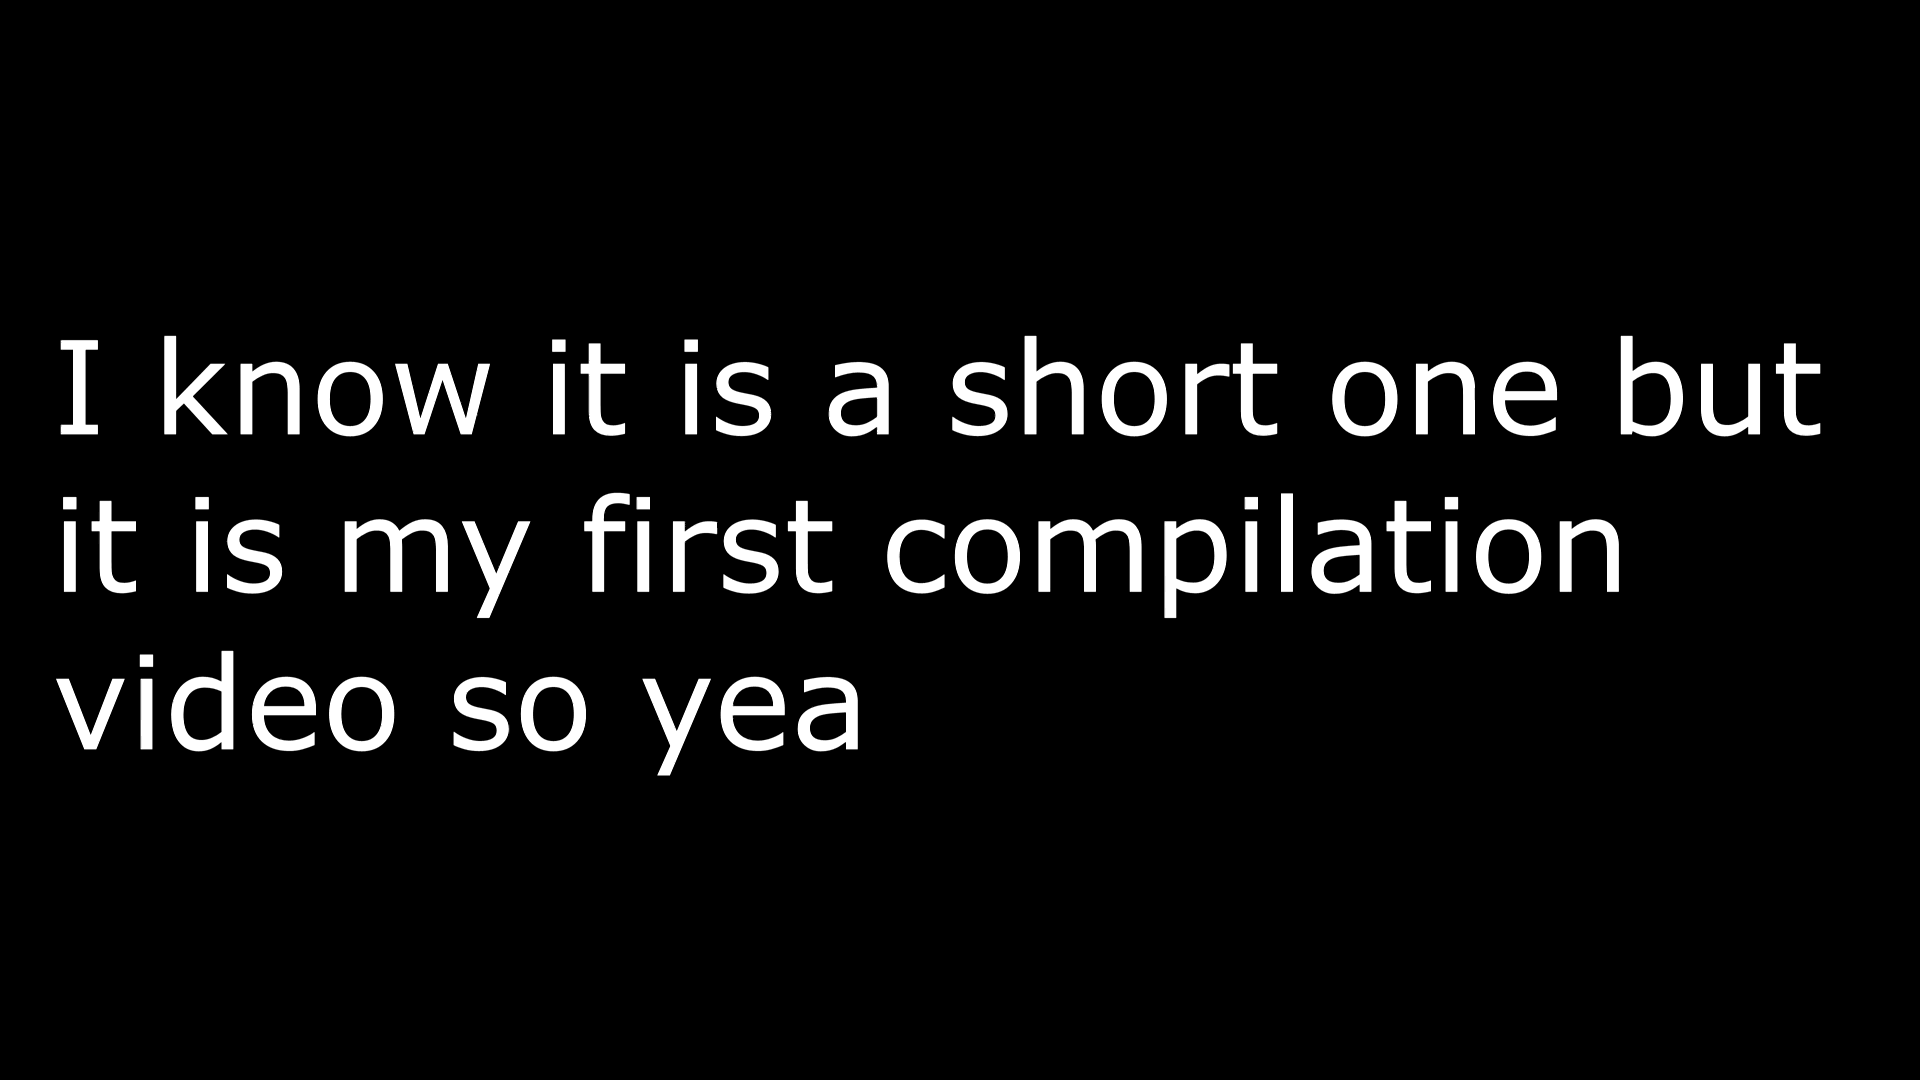 I know it is a short one but
it is my first compilation
video so yea